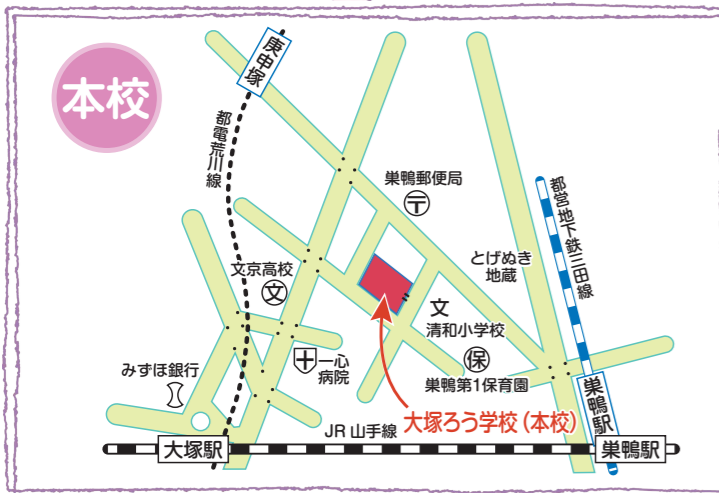 本校
庚申塚
都電荒川線
巣鴨郵便局
〒
とげぬき
地蔵
都営地下鉄三田線
文京高校
文
文
清和小学校
保
巣鴨第1保育園
一心
病院
みずほ銀行
大塚ろう学校(本校)
JR 山手線
大塚駅
巣鴨駅
巣鴨駅